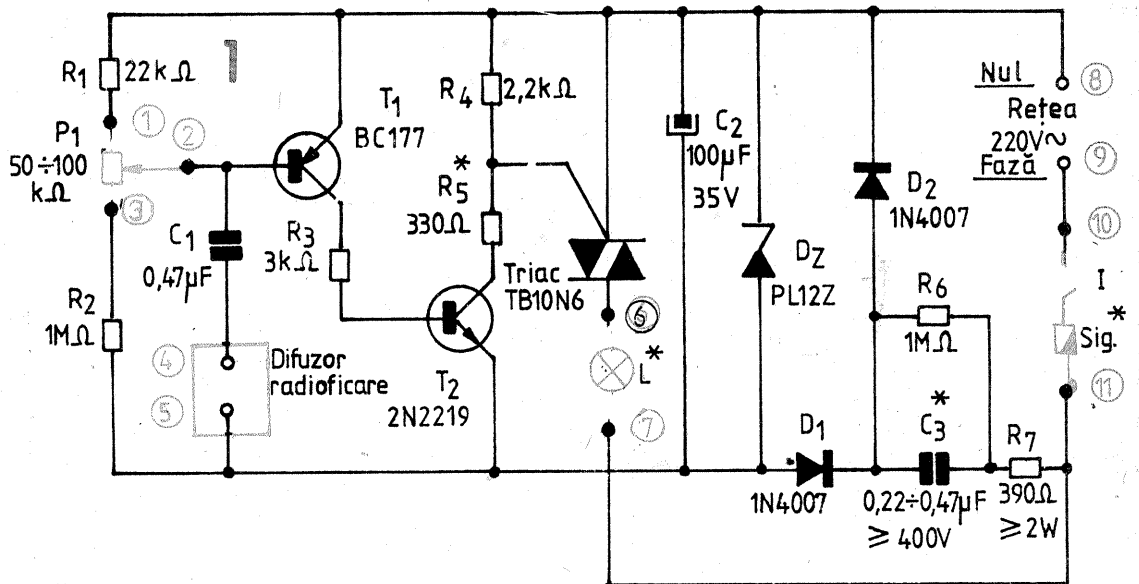 1
R1 22kΩ
P1
50÷100
kΩ
1
2
3
R2
1MΩ
C1
0,47μF
4
5
Difuzor
radioficare
T1
BC177
R3
3kΩ
T2
2N2219
R4 2,2kΩ
*
R5
330Ω
Triac
TB10N6
6
L*
7
C2
100μF
35V
DZ
PL12Z
D1
1N4007
D2
1N4007
R6
1MΩ
*
C3
0,22÷0,47μF
≥ 400V
R7
390Ω
≥2W
Nul
8
Rețea
220V~
9
Fază
10
I
*
Sig.
11